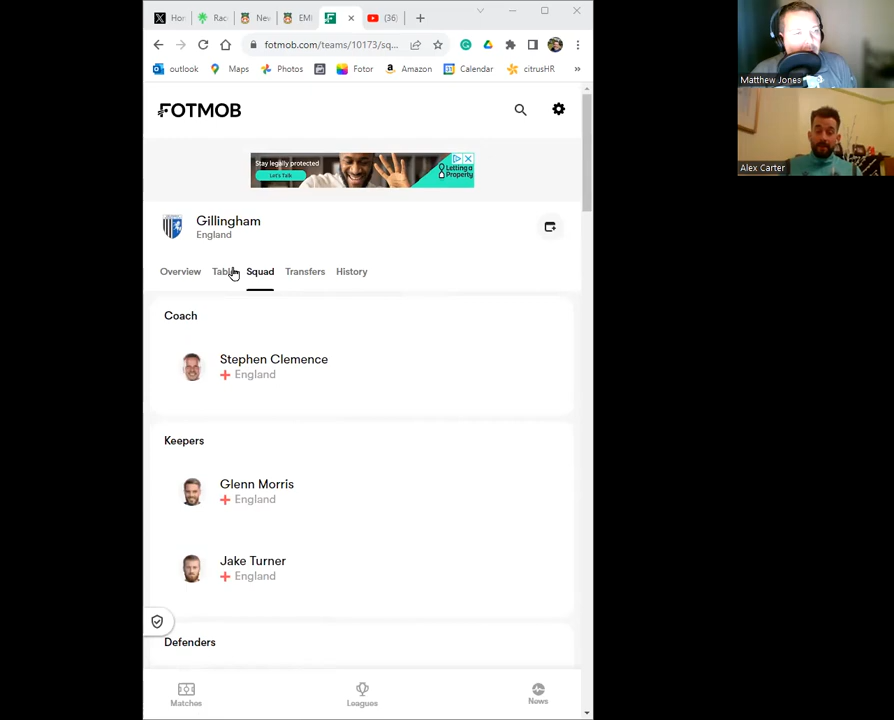 Hor
Rac
Nev
EMI
(36)
fotmob.com/teams/10173/sq...
outlook
Maps
Photos
Fotor
Amazon
Calendar
citrusHR
»
FOTMOB
Stay legally protected
Let's Talk
Letting a
Property
Gillingham
England
Overview
Squad
Transfers
History
Coach
Stephen Clemence
England
Keepers
Glenn Morris
England
Jake Turner
England
Defenders
Matches
Leagues
News
Matthew Jones
Alex Carter